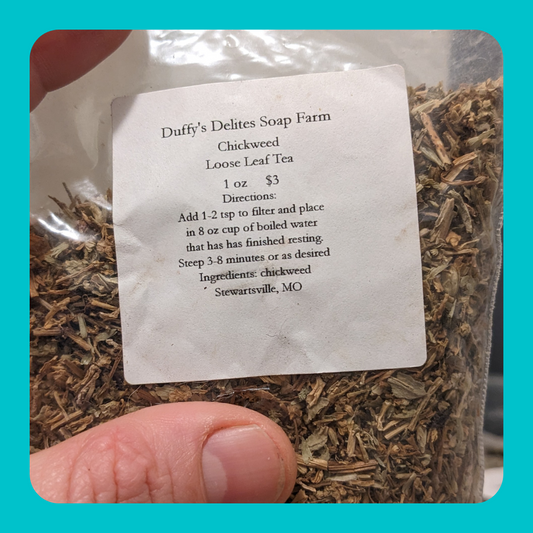 Duffy's Delites Soap Farm
Chickweed
Loose Leaf Tea
1 oz $3
Directions:
Add 1-2 tsp to filter and place
in 8 oz cup of boiled water
that has has finished resting.
Steep 3-8 minutes or as desired
Ingredients: chickweed
Stewartsville, MO